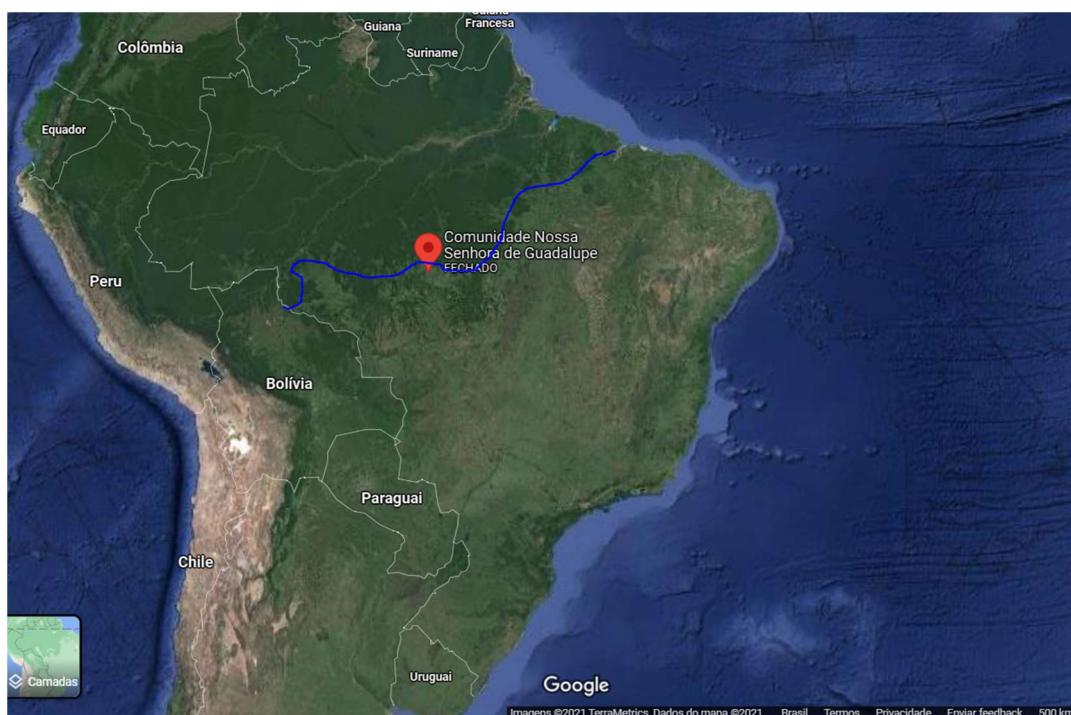 Guiana
Guiana
Francesa
Colômbia
Suriname
Equador
Comunidade Nossa
Senhora de Guadalupe
FECHADO
Peru
Bolívia
Paraguai
Chile
Uruguai
Camadas
Google
Imagens ©2021 TerraMetrics, Dados do mapa ©2021 Brasil Termos Privacidade Enviar feedback 500 km